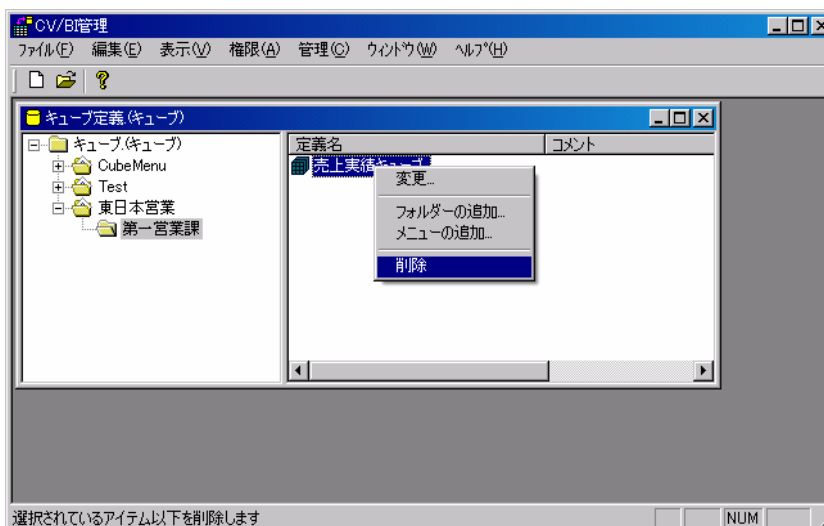 CV/BI管理
ファイル(F) 編集(E) 表示(V) 権限(A) 管理(C) ウィンドウ(W) ヘルプ(H)
キューブ定義(キューブ)
キューブ.(キューブ)
CubeMenu
Test
東日本営業
第一営業課
定義名 コメント
売上実績キューブ
変更...
フォルダーの追加...
メニューの追加...
削除
選択されているアイテム以下を削除します
NUM